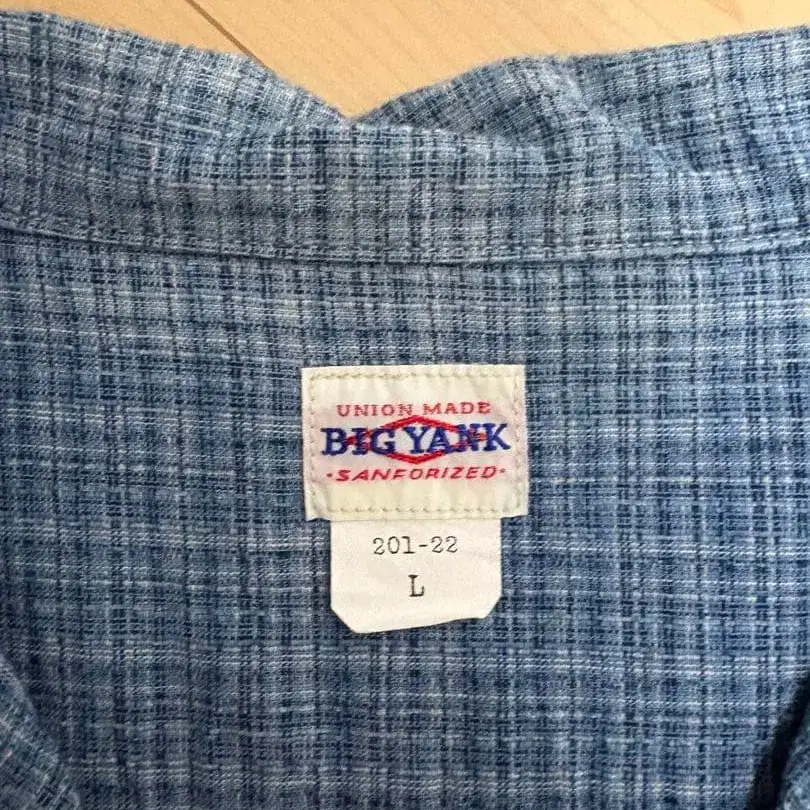 UNION MADE
BIG YANK
·SANFORIZED·
201-22
L